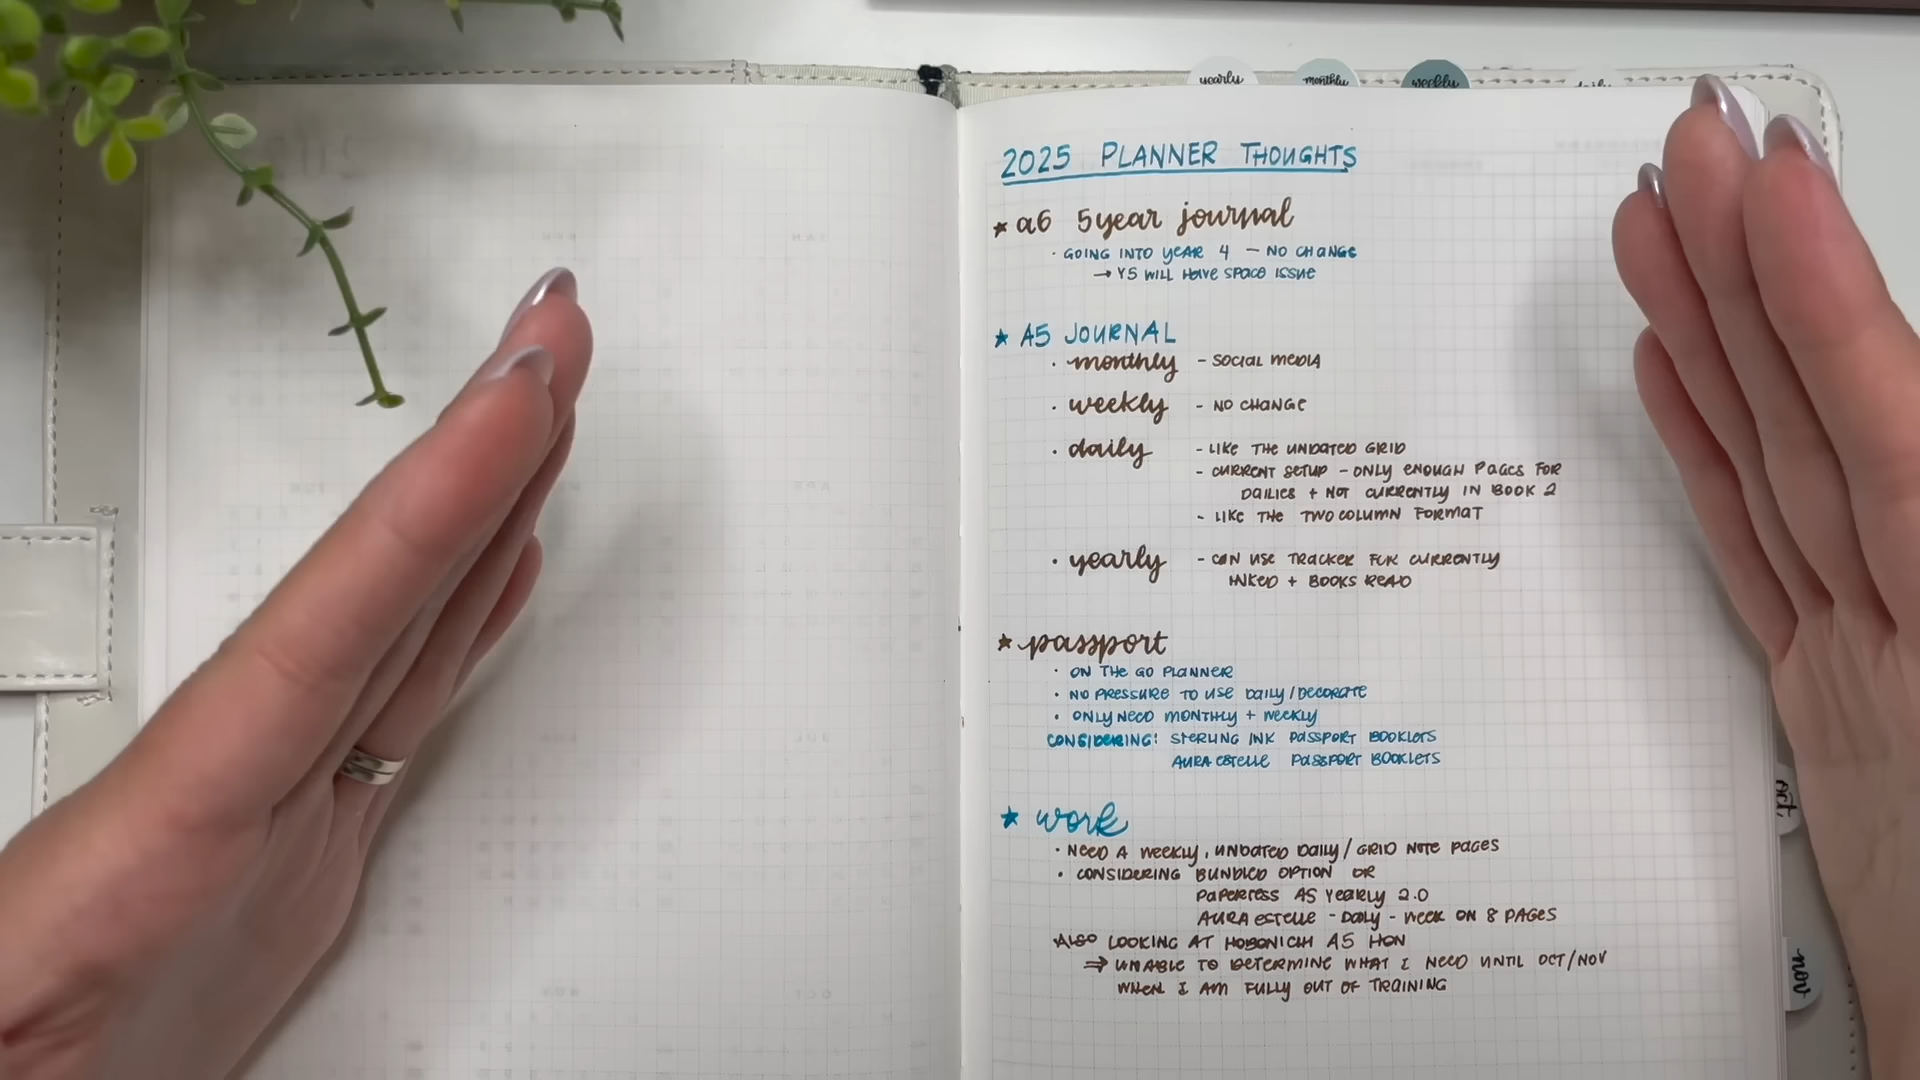 yearly
monthly
weekly
daily
2025 PLANNER THOUGHTS
★ a6 5 year journal
· GOING INTO YEAR 4 – NO CHANGE
→ Y5 WILL HAVE SPACE ISSUE
★ A5 JOURNAL
· monthly - SOCIAL MEDIA
· weekly - NO CHANGE
· daily - LIKE THE UNDATED GRID
- CURRENT SETUP - ONLY ENOUGH PAGES FOR
DAILIES + NOT CURRENTLY IN BOOK 2
- LIKE THE TWO COLUMN FORMAT
· yearly - CAN USE TRACKER FUR CURRENTLY
INKED + BOOKS READ
★ passport
· ON THE GO PLANNER
· NO PRESSURE TO USE DAILY/DECORATE
· ONLY NEED MONTHLY + WEEKLY
CONSIDERING: STERLING INK PASSPORT BOOKLETS
AURA ESTELLE PASSPORT BOOKLETS
★ work
· NEED A WEEKLY, UNDATED DAILY / GRID NOTE PAGES
· CONSIDERING BUNDLED OPTION OR
PAPERLESS A5 YEARLY 2.0
AURA ESTELLE - DAILY - WEEK ON 8 PAGES
ALSO LOOKING AT HOBONICHI A5 HON
⇒ UNABLE TO DETERMINE WHAT I NEED UNTIL OCT/NOV
WHEN I AM FULLY OUT OF TRAINING
oct.
nov